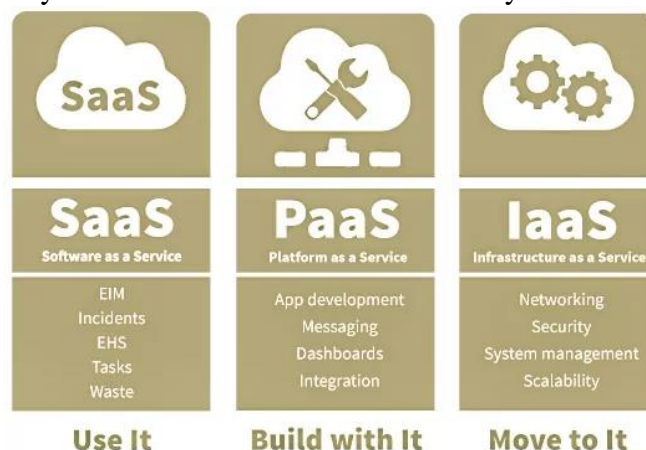 SaaS
SaaS
Software as a Service
EIM
Incidents
EHS
Tasks
Waste
Use It
PaaS
Platform as a Service
App development
Messaging
Dashboards
Integration
Build with It
IaaS
Infrastructure as a Service
Networking
Security
System management
Scalability
Move to It